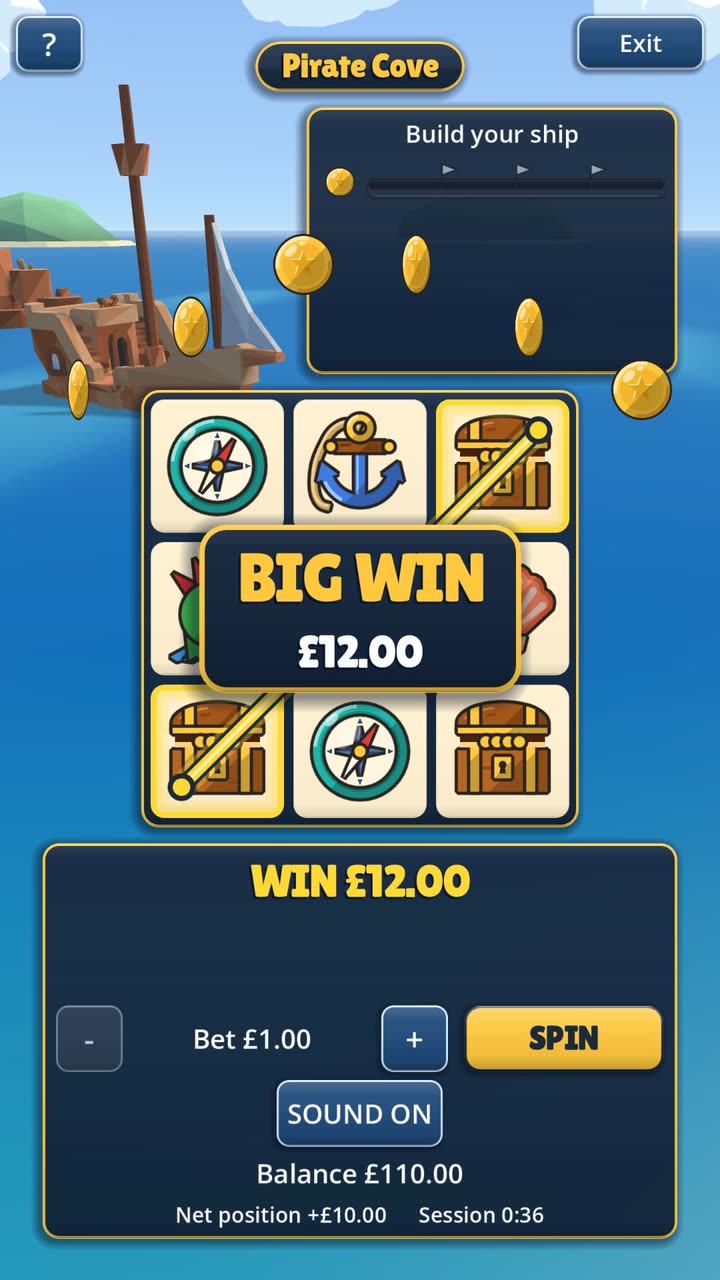 ?
Pirate Cove
Exit
Build your ship
BIG WIN
£12.00
WIN £12.00
-
Bet £1.00
+
SPIN
SOUND ON
Balance £110.00
Net position +£10.00
Session 0:36